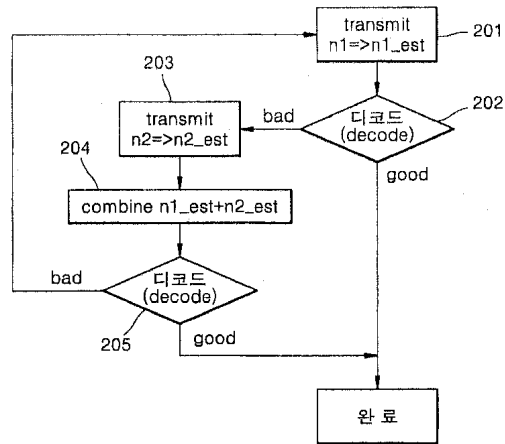 transmit
n1=>n1_est
201
203
transmit
n2=>n2_est
bad
디코드
(decode)
202
good
204
combine n1_est+n2_est
bad
디코드
(decode)
205
good
완 료